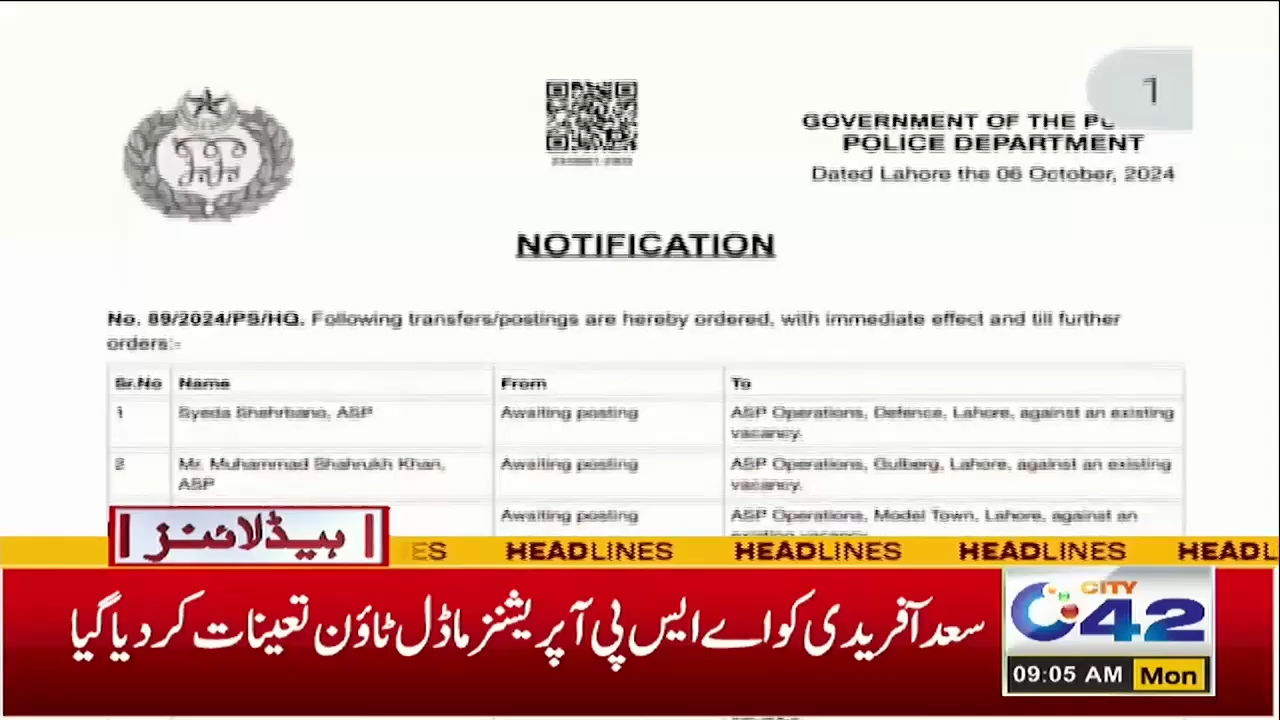 1
GOVERNMENT OF THE PU
POLICE DEPARTMENT
Dated Lahore the 06 October, 2024
NOTIFICATION
No. 89/2024/PS/HQ. Following transfers/postings are hereby ordered, with immediate effect and till further
orders:-
Sr.No Name From To
1 Syeda Shehrbano, ASP Awaiting posting ASP Operations, Defence, Lahore, against an existing
vacancy.
2 Mr. Muhammad Shahrukh Khan, Awaiting posting ASP Operations, Gulberg, Lahore, against an existing
ASP vacancy.
Awaiting posting ASP Operations, Model Town, Lahore, against an
existing vacancy.
ہیڈلائنز
ES HEADLINES HEADLINES HEADLINES HEADL
سعد آفریدی کو اے ایس پی آپریشنز ماڈل ٹاؤن تعینات کر دیا گیا
CITY
42
09:05 AM Mon